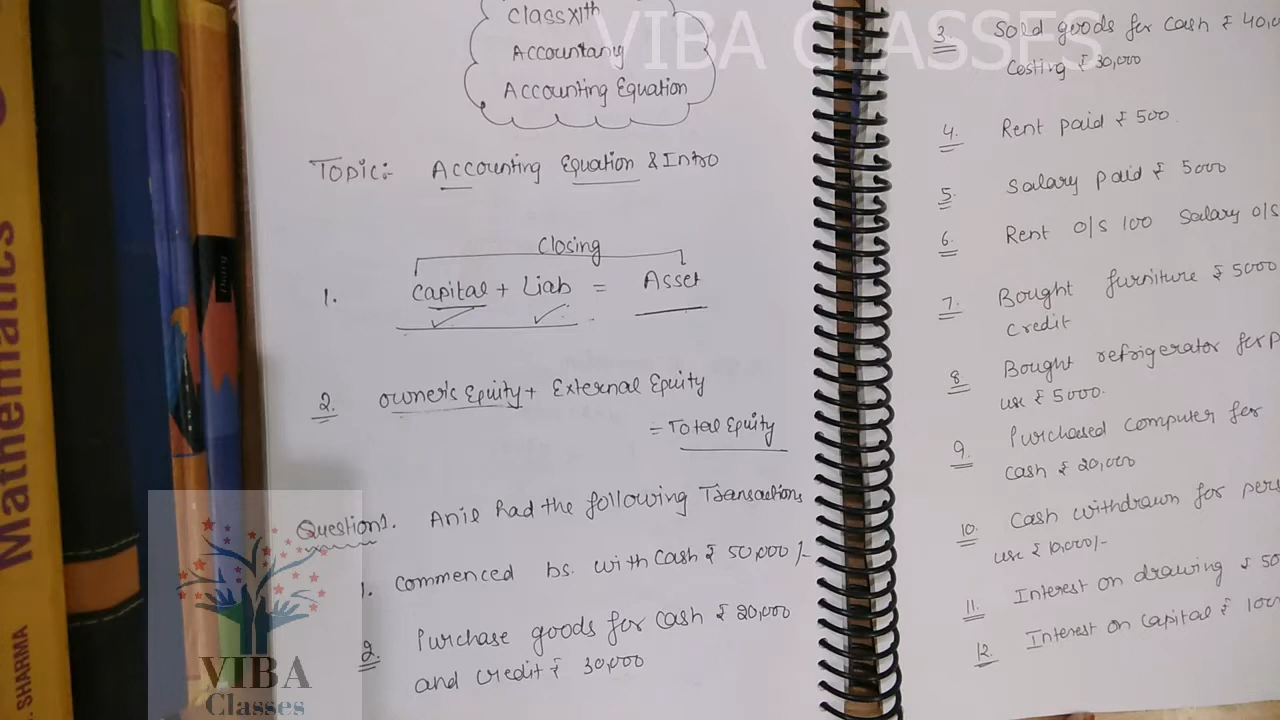 VIBA CLASSES
Class XIth
Accountany
Accounting Equation
Topic:- Accounting Equation & Intro
Closing
1. Capital + Liab = Asset
2. owner's Equity + External Equity
= Total Equity
Question 1. Anil had the following Transactions
1. Commenced bs. with Cash ₹ 50,000/-
2. Purchase goods for cash ₹ 20,000
and credit ₹ 30,000
3. Sold goods for Cash ₹ 40,0
Costing ₹ 30,000
4. Rent paid ₹ 500
5. Salary paid ₹ 5000
6. Rent o/s 100 Salary o/s
7. Bought furniture ₹ 5000
Credit
8 Bought refrigerator for p
use ₹ 5000.
9. Purchased computer for
cash ₹ 20,000
10. Cash withdrawn for pers
use ₹ 10,000/-
11. Interest on drawing ₹ 50
12. Interest on capital ₹ 100
Mathematics
. SHARMA
VIBA
Classes